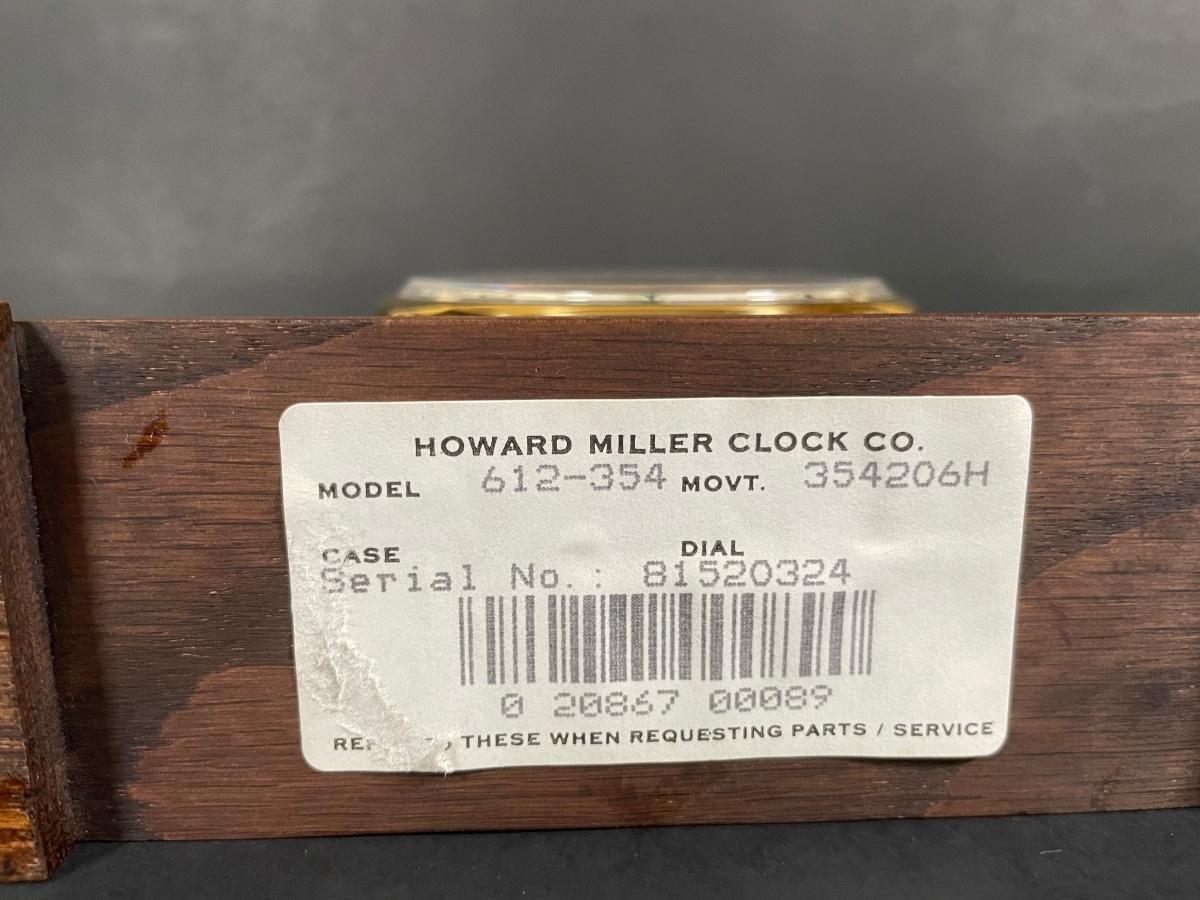 HOWARD MILLER CLOCK CO.
MODEL 612-354 MOVT. 354206H
CASE DIAL
Serial No.: 81520324
0 20867 00089
THESE WHEN REQUESTING PARTS / SERVICE